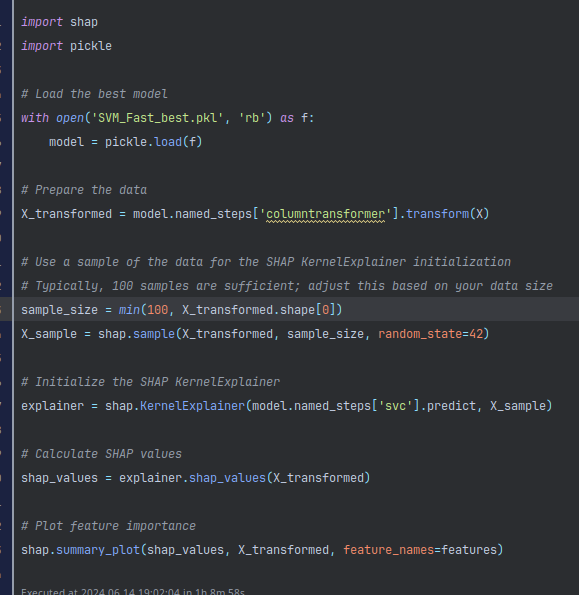 import shap
import pickle
# Load the best model
with open('SVM_Fast_best.pkl', 'rb') as f:
    model = pickle.load(f)
# Prepare the data
X_transformed = model.named_steps['columntransformer'].transform(X)
# Use a sample of the data for the SHAP KernelExplainer initialization
# Typically, 100 samples are sufficient; adjust this based on your data size
sample_size = min(100, X_transformed.shape[0])
X_sample = shap.sample(X_transformed, sample_size, random_state=42)
# Initialize the SHAP KernelExplainer
explainer = shap.KernelExplainer(model.named_steps['svc'].predict, X_sample)
# Calculate SHAP values
shap_values = explainer.shap_values(X_transformed)
# Plot feature importance
shap.summary_plot(shap_values, X_transformed, feature_names=features)
Executed at 2024.06.14 19:02:04 in 1h 8m 58s